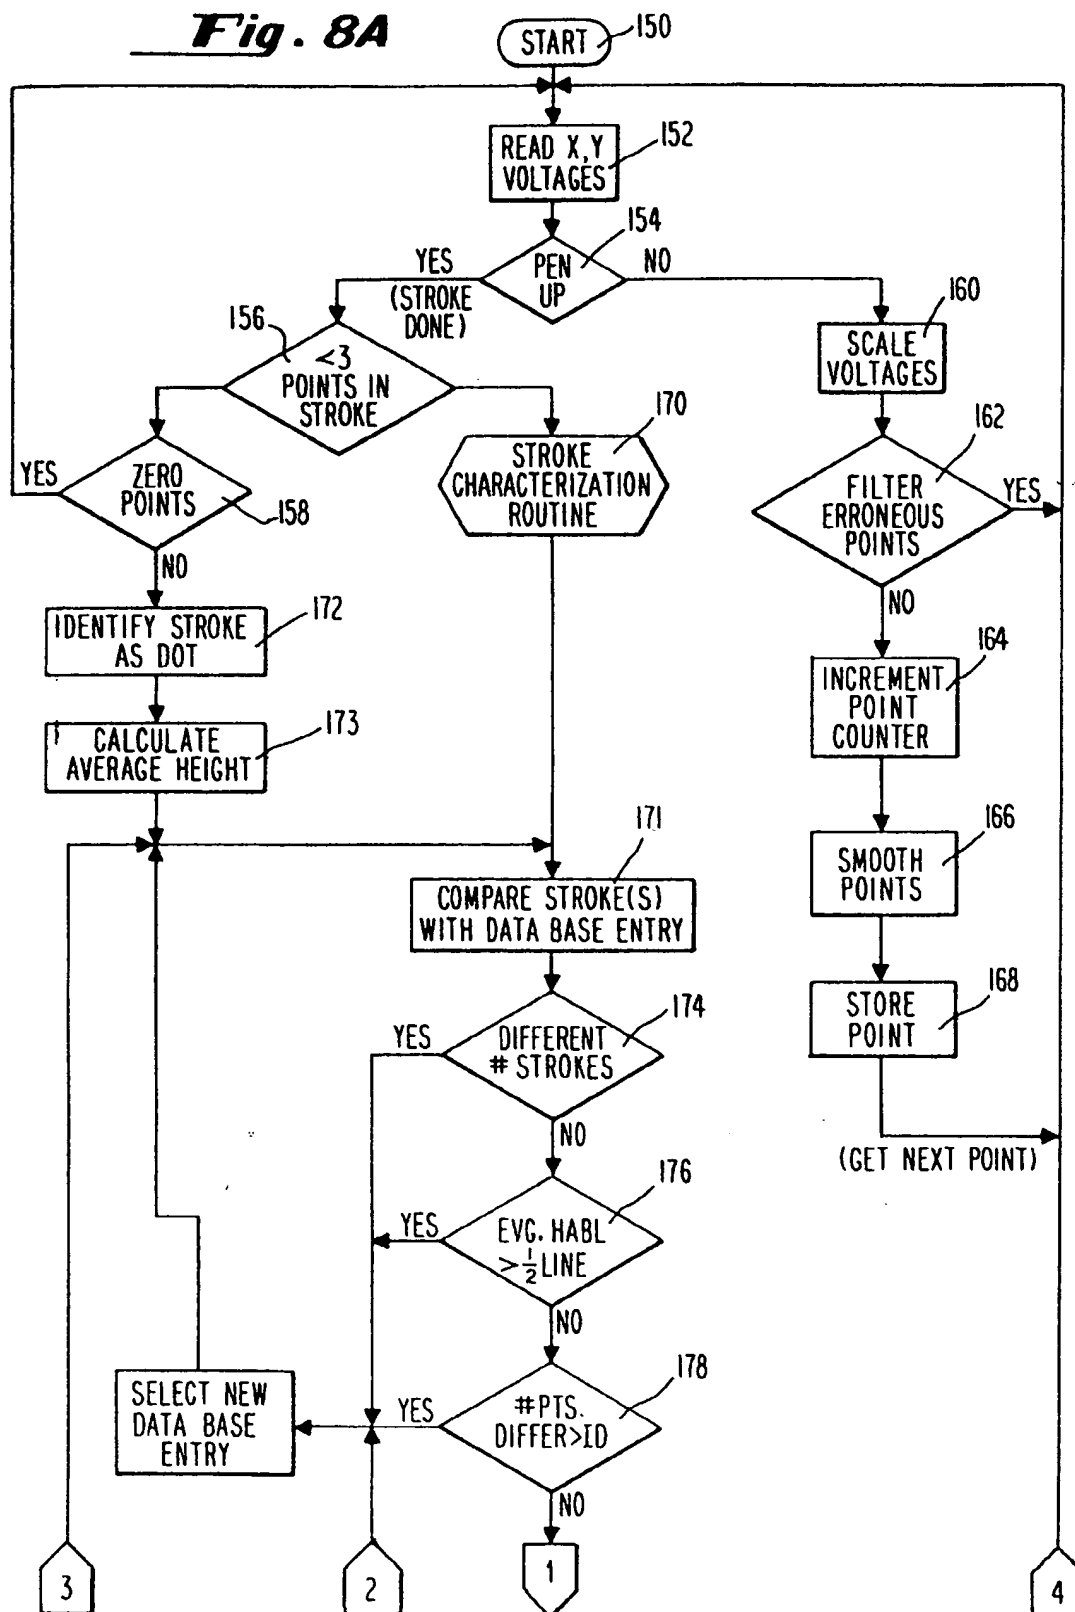 Fig. 8A
START
150
READ X,Y
VOLTAGES
152
154
PEN
UP
YES
(STROKE
DONE)
NO
156
<3
POINTS IN
STROKE
160
SCALE
VOLTAGES
170
STROKE
CHARACTERIZATION
ROUTINE
162
FILTER
ERRONEOUS
POINTS
YES
NO
YES
ZERO
POINTS
158
NO
172
IDENTIFY STROKE
AS DOT
173
CALCULATE
AVERAGE HEIGHT
164
INCREMENT
POINT
COUNTER
166
SMOOTH
POINTS
168
STORE
POINT
(GET NEXT POINT)
171
COMPARE STROKE(S)
WITH DATA BASE ENTRY
174
YES
DIFFERENT
# STROKES
NO
176
YES
EVG. HABL
>½ LINE
NO
178
YES
#PTS.
DIFFER>ID
NO
SELECT NEW
DATA BASE
ENTRY
3
2
1
4